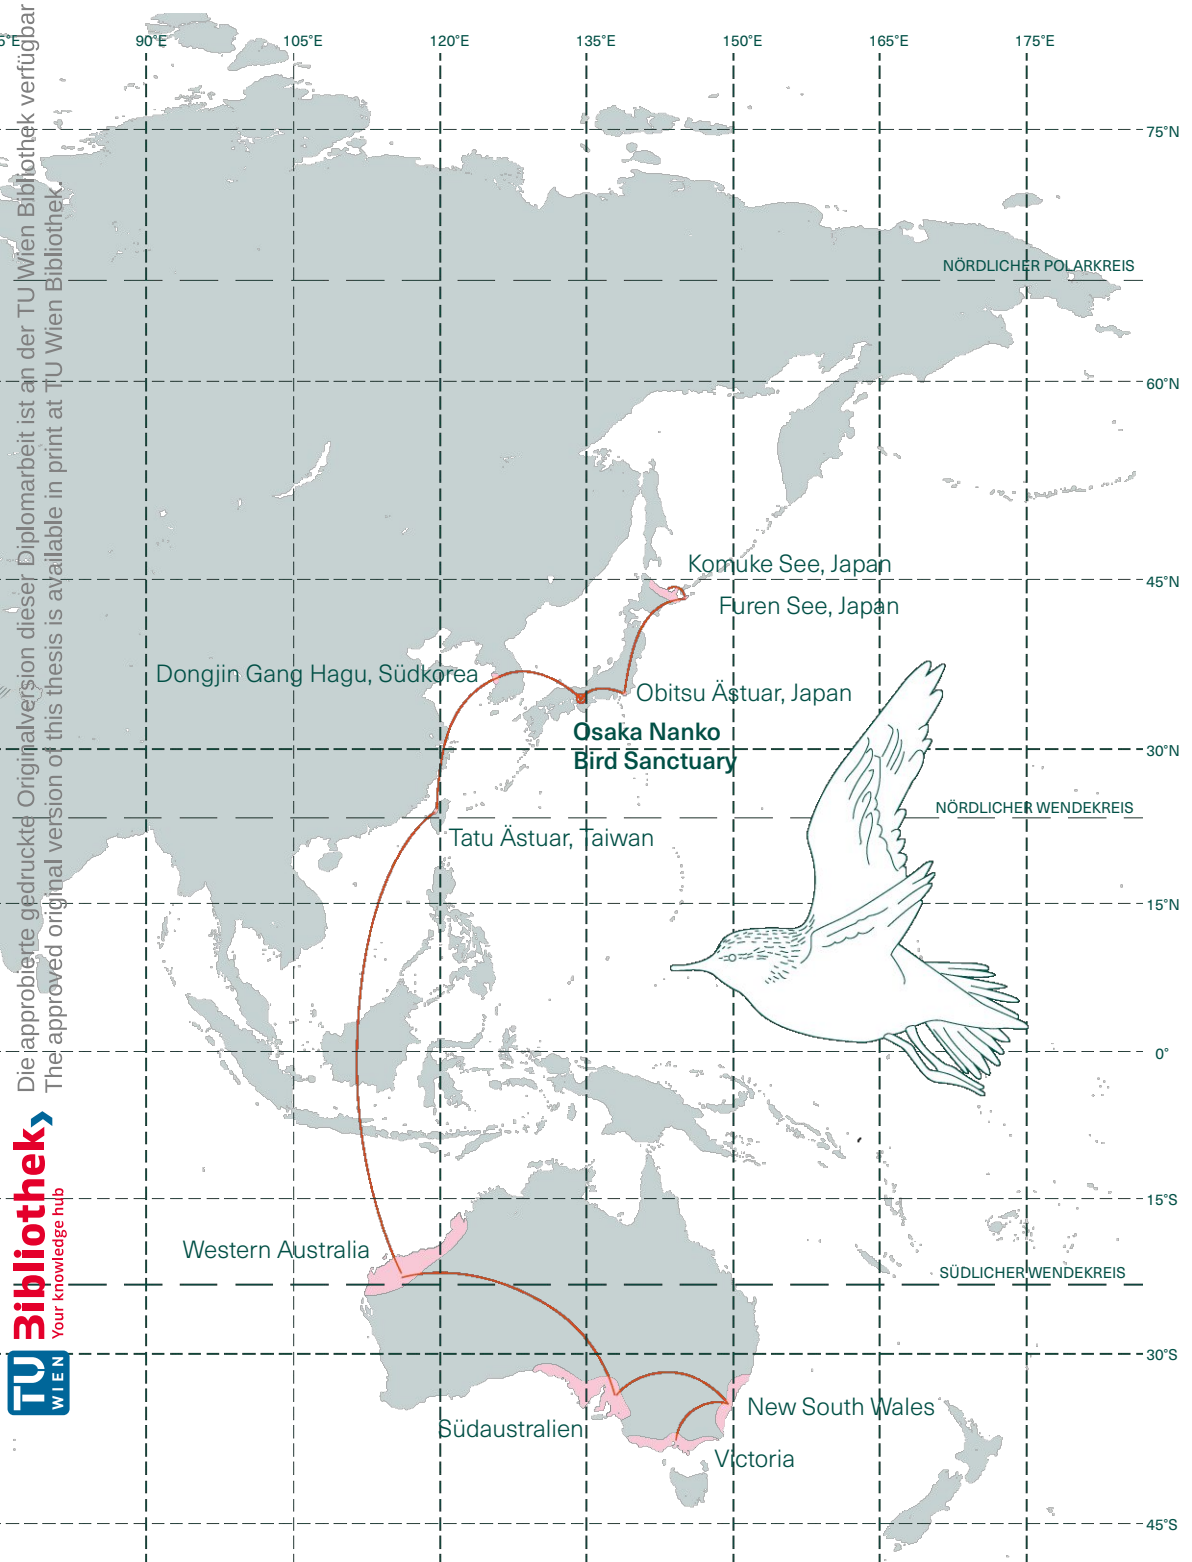 90°E
105°E
120°E
135°E
150°E
165°E
175°E
75°N
NÖRDLICHER POLARKREIS
60°N
Komuke See, Japan
45°N
Furen See, Japan
Dongjin Gang Hagu, Südkorea
Obitsu Ästuar, Japan
Osaka Nanko
Bird Sanctuary
30°N
NÖRDLICHER WENDEKREIS
Tatu Ästuar, Taiwan
15°N
0°
15°S
Western Australia
SÜDLICHER WENDEKREIS
30°S
New South Wales
Südaustralien
Victoria
45°S
Die approbierte gedruckte Originalversion dieser Diplomarbeit ist an der TU Wien Bibliothek verfügbar
The approved original version of this thesis is available in print at TU Wien Bibliothek.
TU
WIEN
Bibliothek
Your knowledge hub